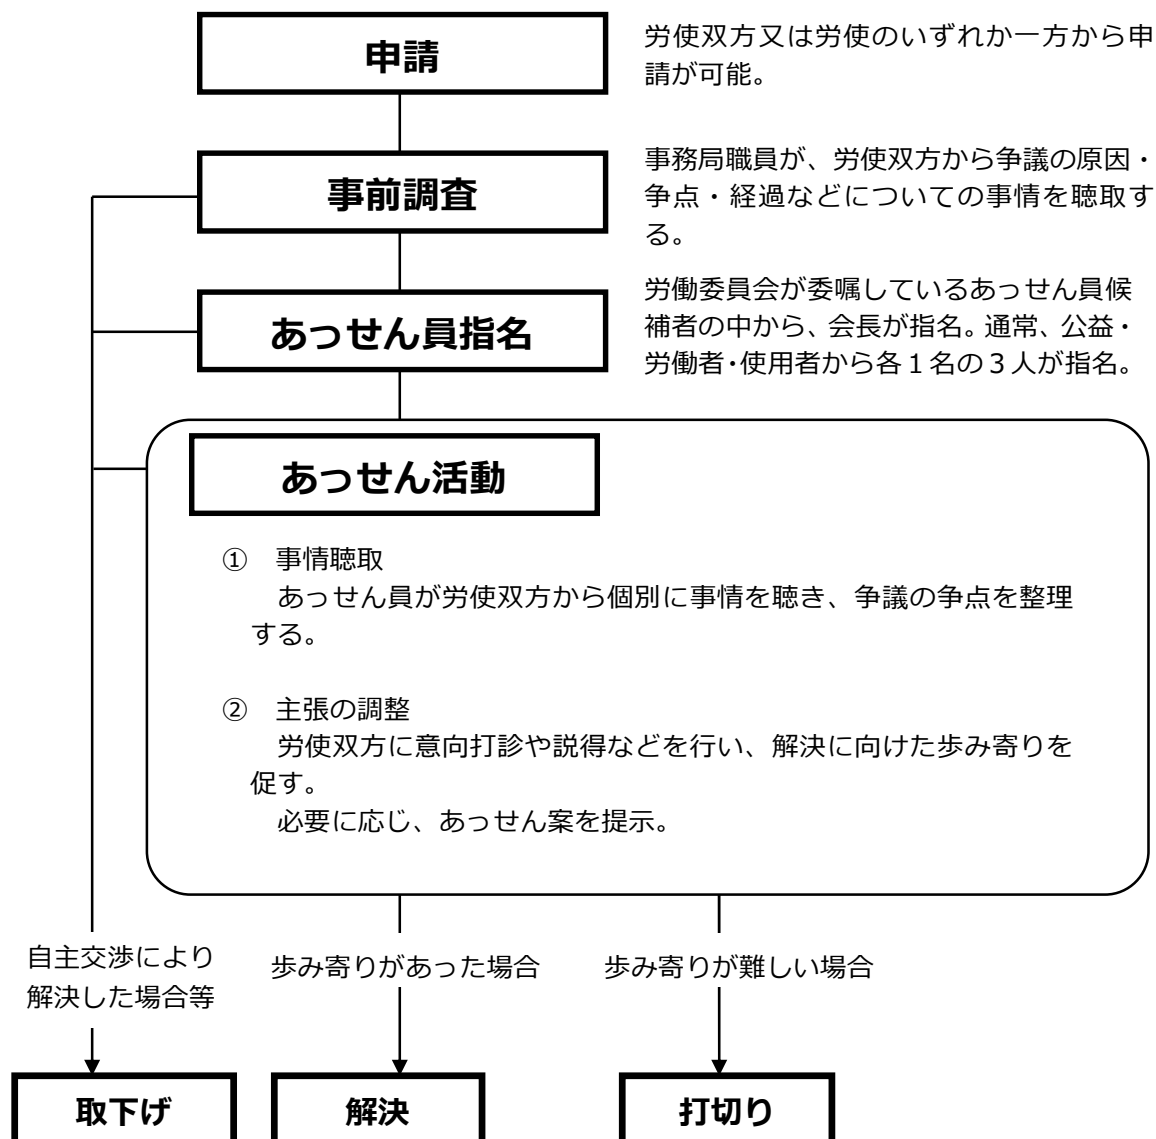 申請
労使双方又は労使のいずれか一方から申
請が可能。
事前調査
事務局職員が、労使双方から争議の原因・
争点・経過などについての事情を聴取す
る。
あっせん員指名
労働委員会が委嘱しているあっせん員候
補者の中から、会長が指名。通常、公益・
労働者・使用者から各１名の３人が指名。
あっせん活動
①　事情聴取
あっせん員が労使双方から個別に事情を聴き、争議の争点を整理
する。
②　主張の調整
労使双方に意向打診や説得などを行い、解決に向けた歩み寄りを
促す。
必要に応じ、あっせん案を提示。
自主交渉により
解決した場合等
歩み寄りがあった場合
歩み寄りが難しい場合
取下げ
解決
打切り